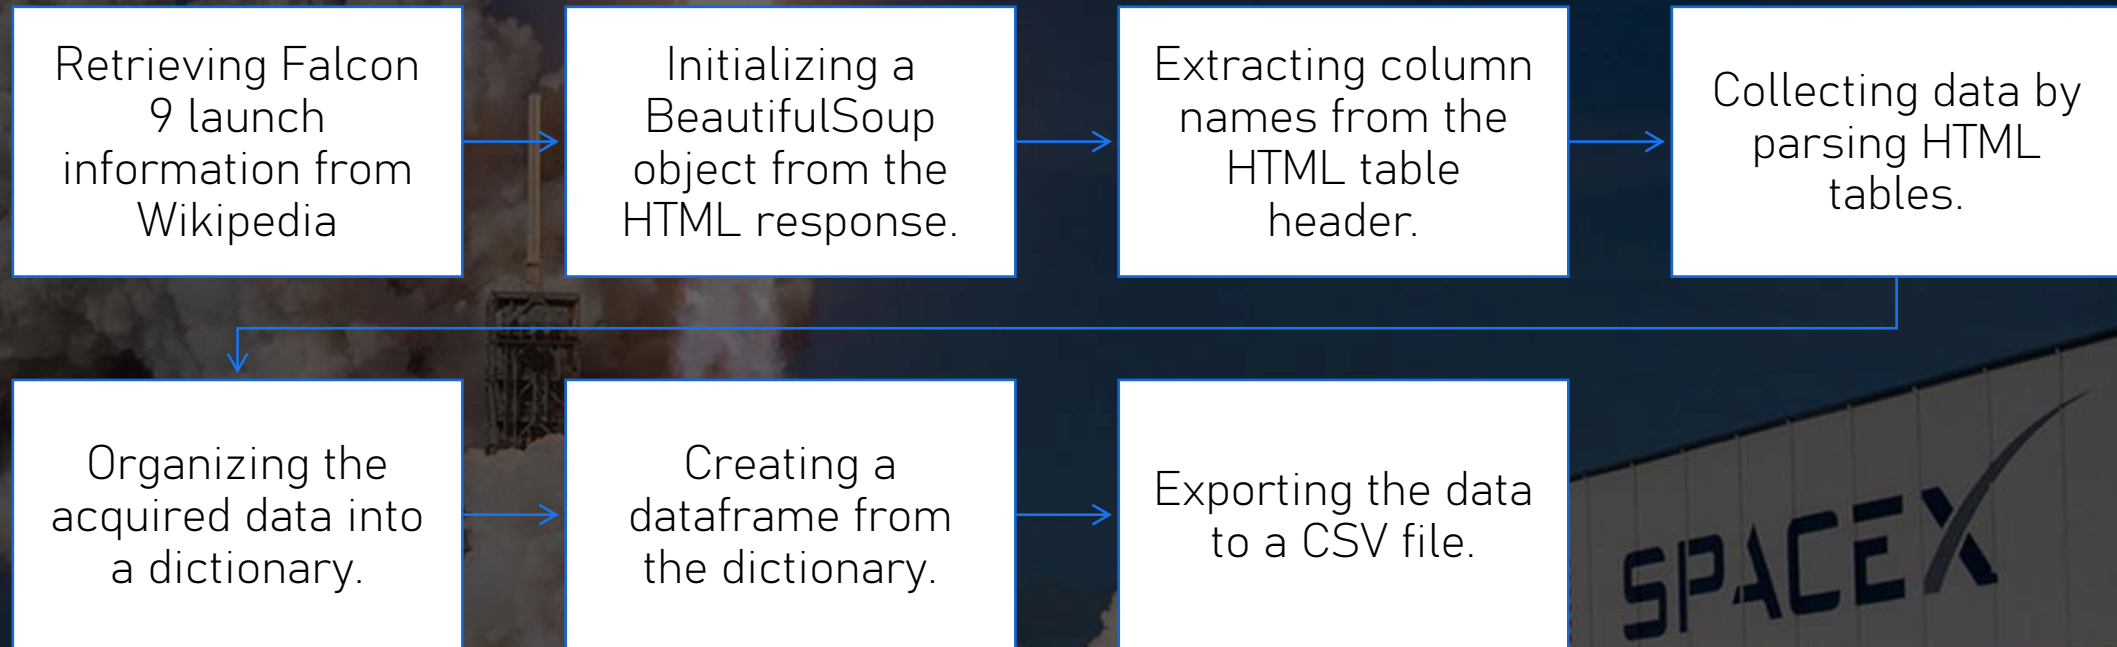 Retrieving Falcon
9 launch
information from
Wikipedia
Initializing a
BeautifulSoup
object from the
HTML response.
Extracting column
names from the
HTML table
header.
Collecting data by
parsing HTML
tables.
Organizing the
acquired data into
a dictionary.
Creating a
dataframe from
the dictionary.
Exporting the data
to a CSV file.
SPACEX